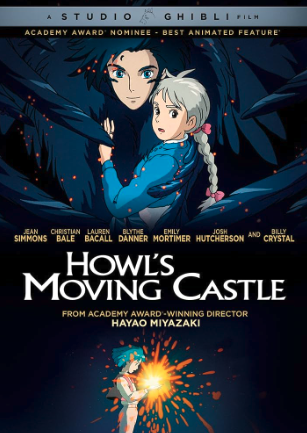 A STUDIO GHIBLI FILM
ACADEMY AWARD® NOMINEE - BEST ANIMATED FEATURE*
JEAN SIMMONS CHRISTIAN BALE LAUREN BACALL BLYTHE DANNER EMILY MORTIMER JOSH HUTCHERSON AND BILLY CRYSTAL
HOWL'S
MOVING CASTLE
FROM ACADEMY AWARD®-WINNING DIRECTOR
HAYAO MIYAZAKI